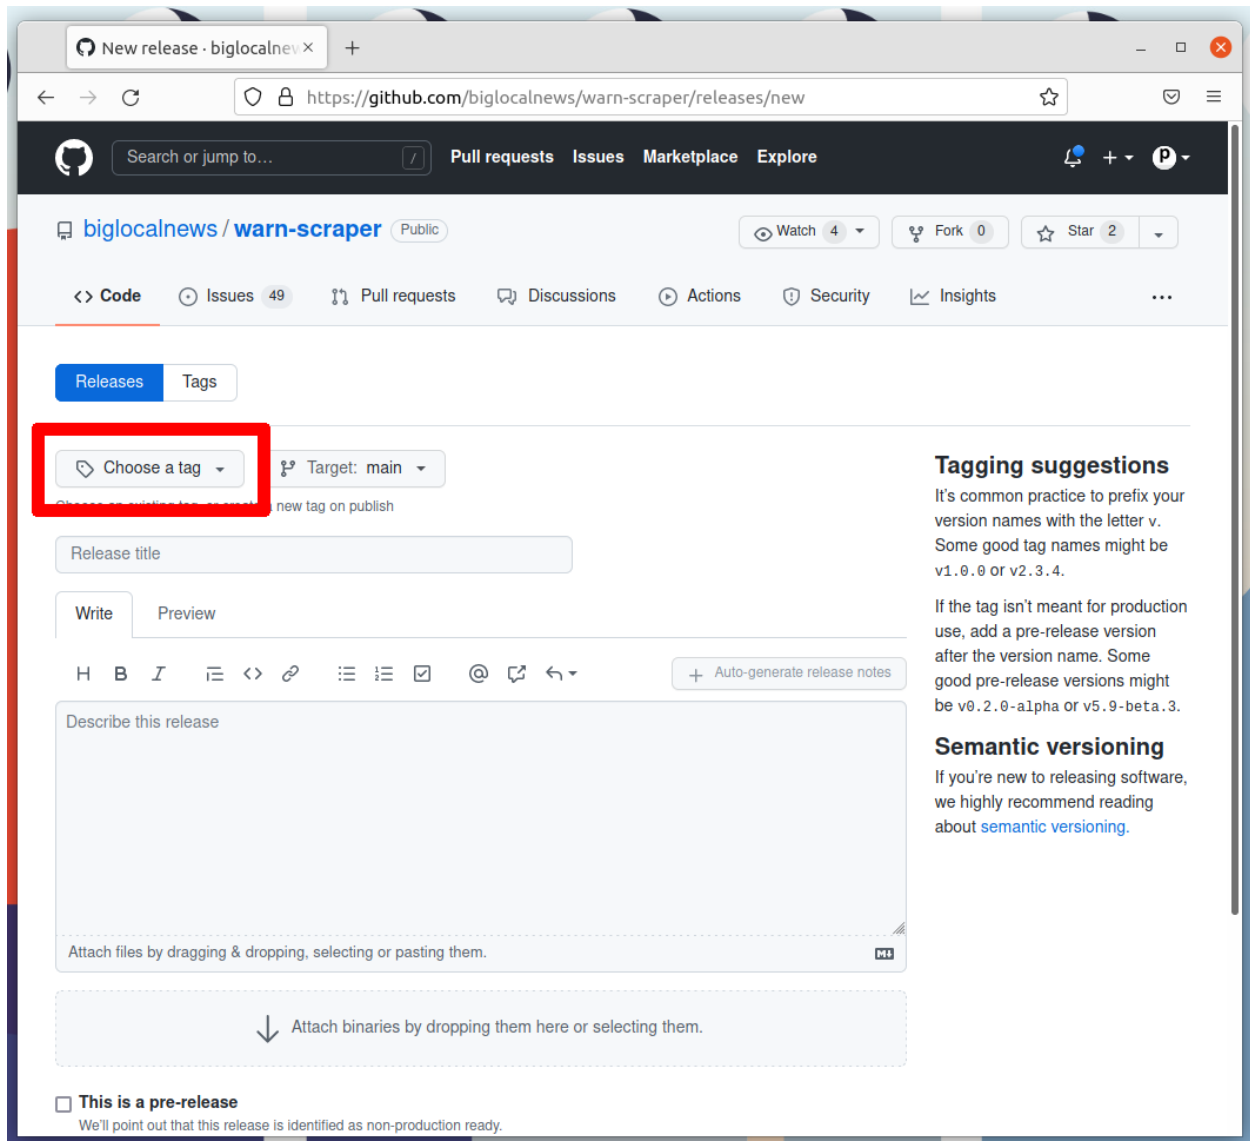 New release · biglocalnew
https://github.com/biglocalnews/warn-scraper/releases/new
Search or jump to... / Pull requests Issues Marketplace Explore
biglocalnews / warn-scraper Public
Watch 4 Fork 0 Star 2
Code Issues 49 Pull requests Discussions Actions Security Insights
Releases Tags
Choose a tag Target: main
new tag on publish
Release title
Write Preview
H B I Auto-generate release notes
Describe this release
Attach files by dragging & dropping, selecting or pasting them.
Attach binaries by dropping them here or selecting them.
This is a pre-release
We'll point out that this release is identified as non-production ready.
Tagging suggestions
It's common practice to prefix your
version names with the letter v.
Some good tag names might be
v1.0.0 or v2.3.4.
If the tag isn't meant for production
use, add a pre-release version
after the version name. Some
good pre-release versions might
be v0.2.0-alpha or v5.9-beta.3.
Semantic versioning
If you're new to releasing software,
we highly recommend reading
about semantic versioning.